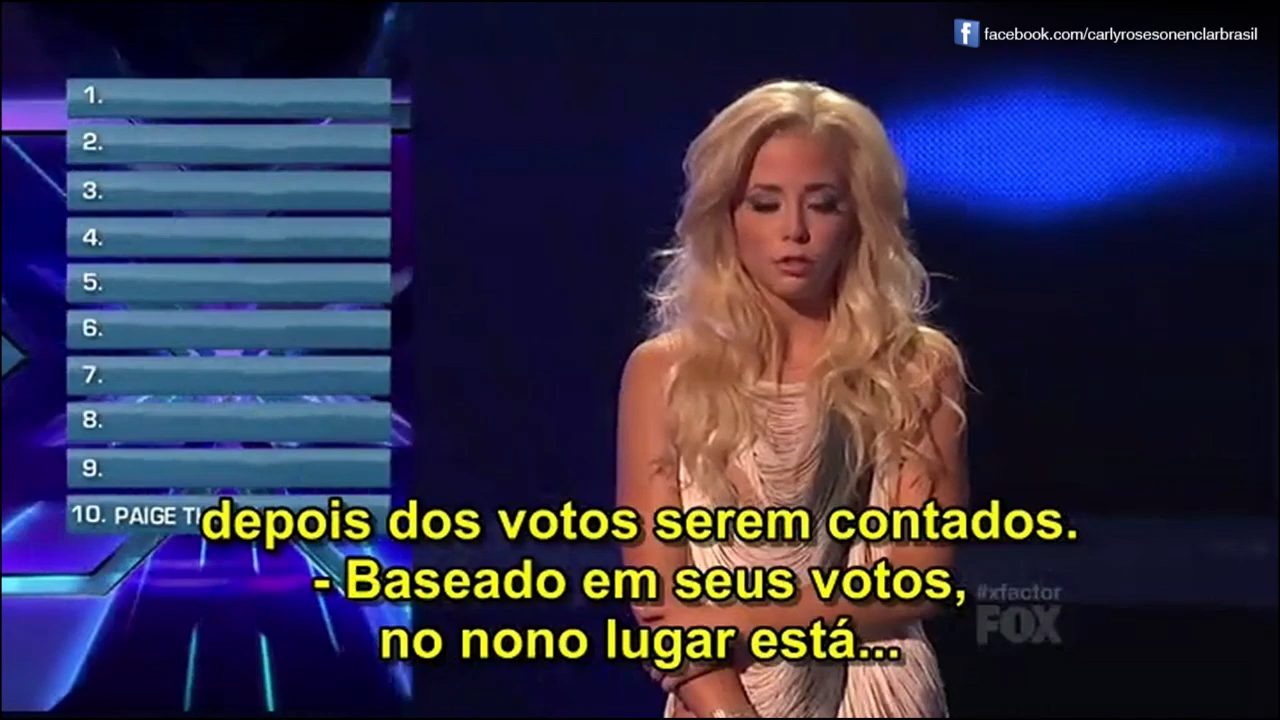 facebook.com/carlyrosesonenclarbrasil
1.
2.
3.
4.
5.
6.
7.
8.
9.
10. PAIGE
depois dos votos serem contados.
- Baseado em seus votos,
no nono lugar está...
#xfactor
FOX